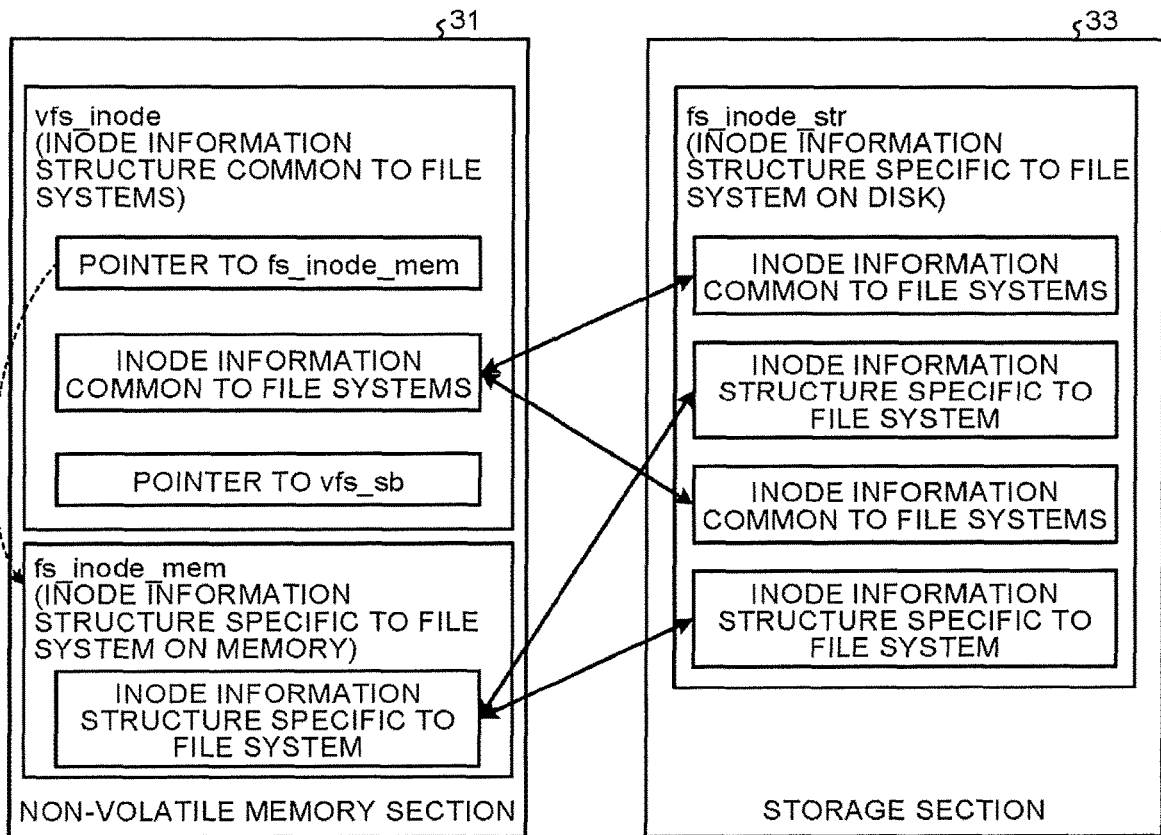 31
vfs_inode
(INODE INFORMATION
STRUCTURE COMMON TO FILE
SYSTEMS)
POINTER TO fs_inode_mem
INODE INFORMATION
COMMON TO FILE SYSTEMS
POINTER TO vfs_sb
fs_inode_mem
(INODE INFORMATION
STRUCTURE SPECIFIC TO FILE
SYSTEM ON MEMORY)
INODE INFORMATION
STRUCTURE SPECIFIC TO
FILE SYSTEM
NON-VOLATILE MEMORY SECTION
33
fs_inode_str
(INODE INFORMATION
STRUCTURE SPECIFIC TO FILE
SYSTEM ON DISK)
INODE INFORMATION
COMMON TO FILE SYSTEMS
INODE INFORMATION
STRUCTURE SPECIFIC TO
FILE SYSTEM
INODE INFORMATION
COMMON TO FILE SYSTEMS
INODE INFORMATION
STRUCTURE SPECIFIC TO
FILE SYSTEM
STORAGE SECTION